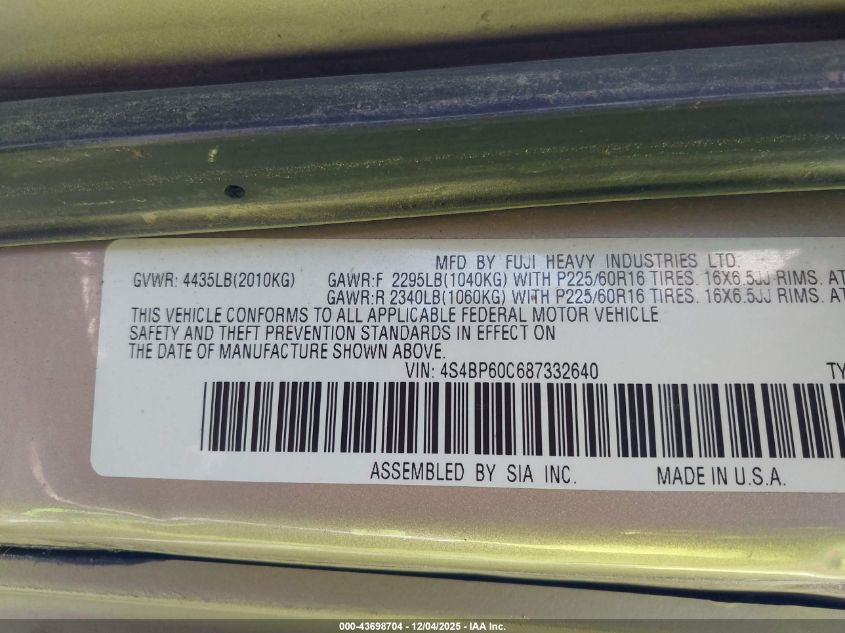 MFD BY FUJI HEAVY INDUSTRIES LTD.
GVWR: 4435LB(2010KG) GAWR:F 2295LB(1040KG) WITH P225/60R16 TIRES. 16X6.5JJ RIMS. AT
GAWR:R 2340LB(1060KG) WITH P225/60R16 TIRES. 16X6.5JJ RIMS. AT
THIS VEHICLE CONFORMS TO ALL APPLICABLE FEDERAL MOTOR VEHICLE
SAFETY AND THEFT PREVENTION STANDARDS IN EFFECT ON
THE DATE OF MANUFACTURE SHOWN ABOVE.
VIN: 4S4BP60C687332640 TY
ASSEMBLED BY SIA INC. MADE IN U.S.A.
000-43698704 - 12/04/2025 - IAA Inc.